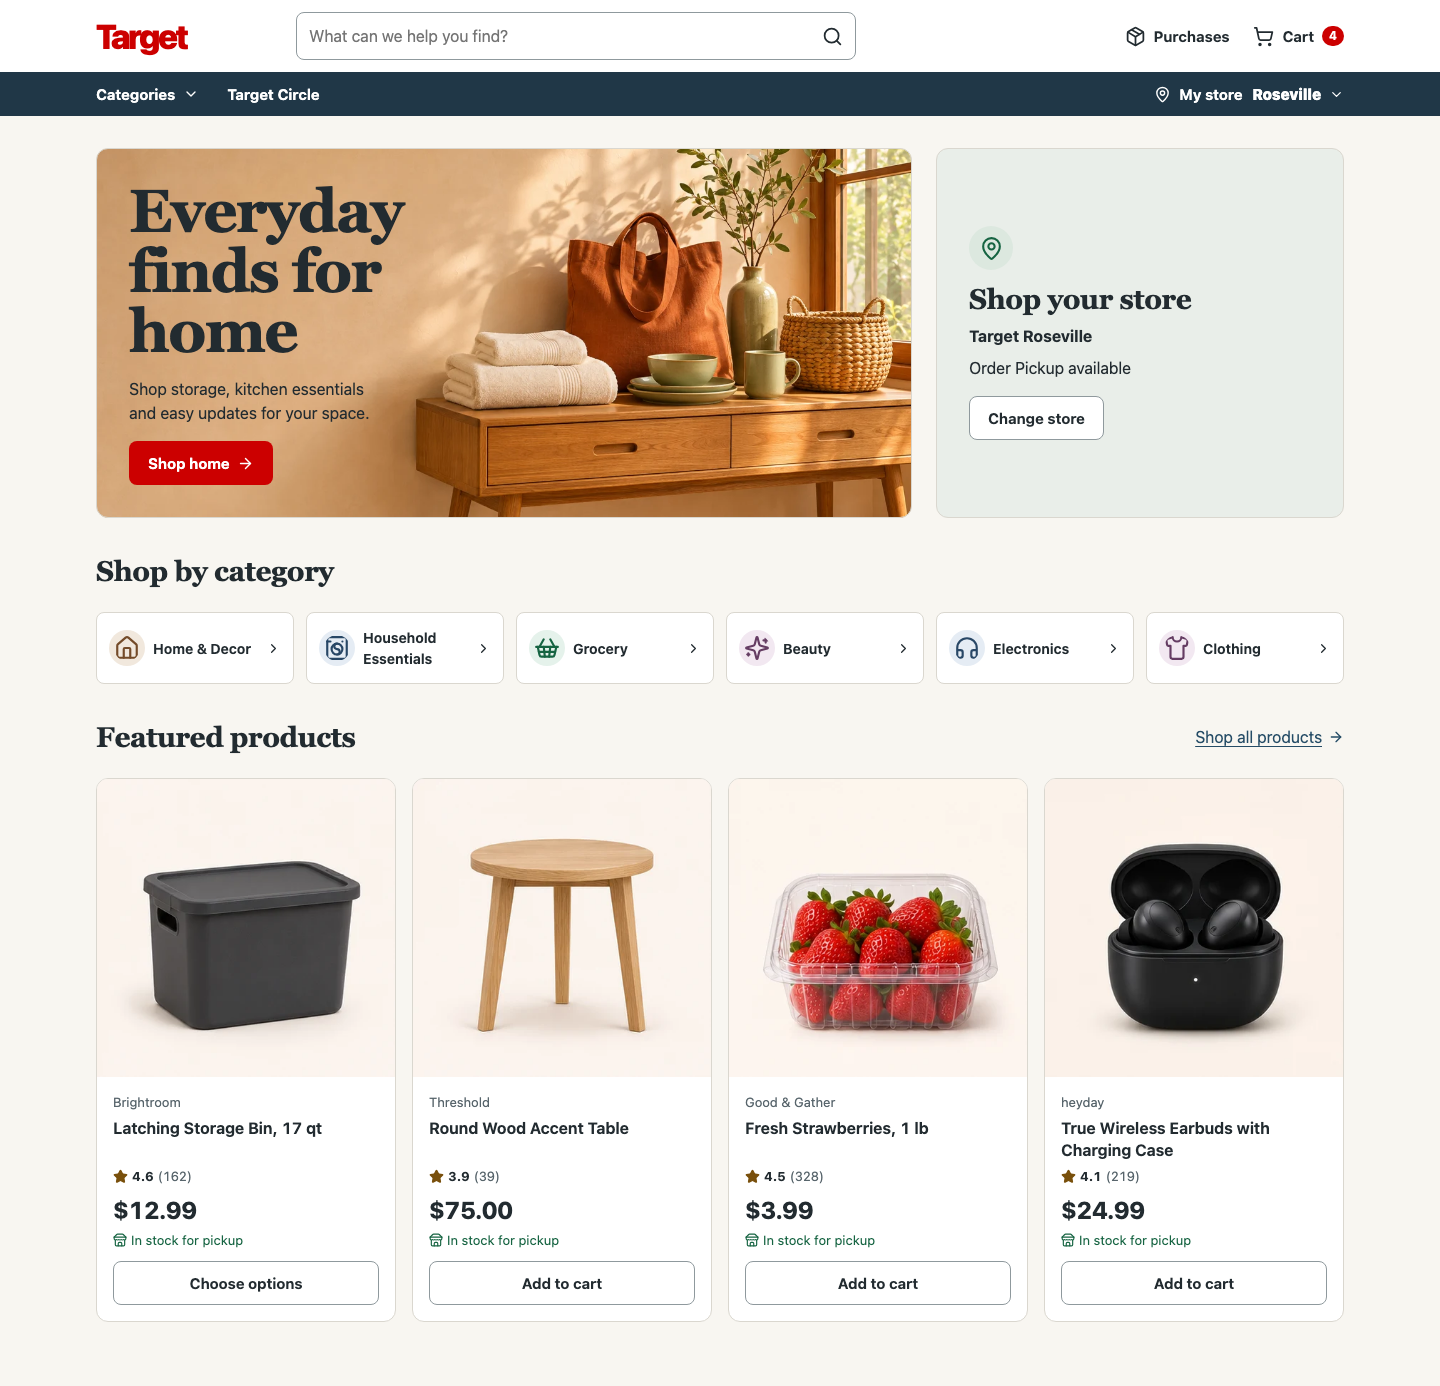 Target
What can we help you find?
Purchases
Cart 4
Categories
Target Circle
My store Roseville
Everyday
finds for
home
Shop storage, kitchen essentials
and easy updates for your space.
Shop home
Shop your store
Target Roseville
Order Pickup available
Change store
Shop by category
Home & Decor
Household
Essentials
Grocery
Beauty
Electronics
Clothing
Featured products
Shop all products
Brightroom
Latching Storage Bin, 17 qt
4.6 (162)
$12.99
In stock for pickup
Choose options
Threshold
Round Wood Accent Table
3.9 (39)
$75.00
In stock for pickup
Add to cart
Good & Gather
Fresh Strawberries, 1 lb
4.5 (328)
$3.99
In stock for pickup
Add to cart
heyday
True Wireless Earbuds with
Charging Case
4.1 (219)
$24.99
In stock for pickup
Add to cart